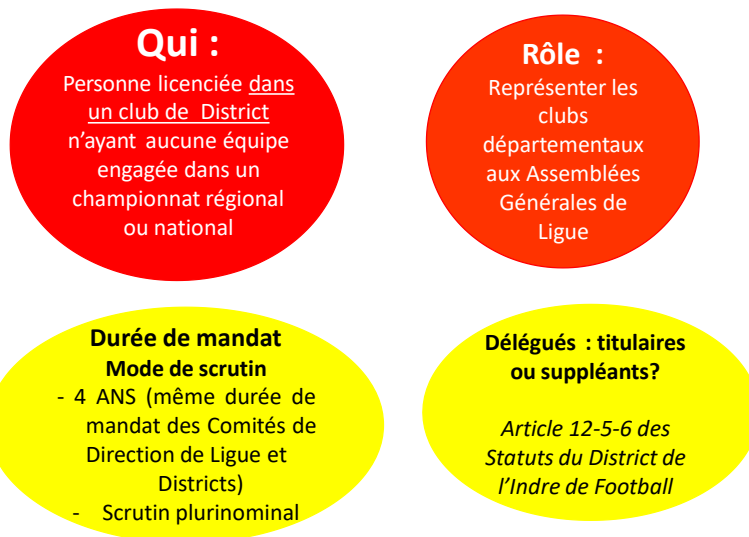 Qui :
Personne licenciée dans
un club de District
n'ayant aucune équipe
engagée dans un
championnat régional
ou national
Rôle :
Représenter les
clubs
départementaux
aux Assemblées
Générales de
Ligue
Durée de mandat
Mode de scrutin
- 4 ANS (même durée de
mandat des Comités de
Direction de Ligue et
Districts)
- Scrutin plurinominal
Délégués : titulaires
ou suppléants?
Article 12-5-6 des
Statuts du District de
l'Indre de Football